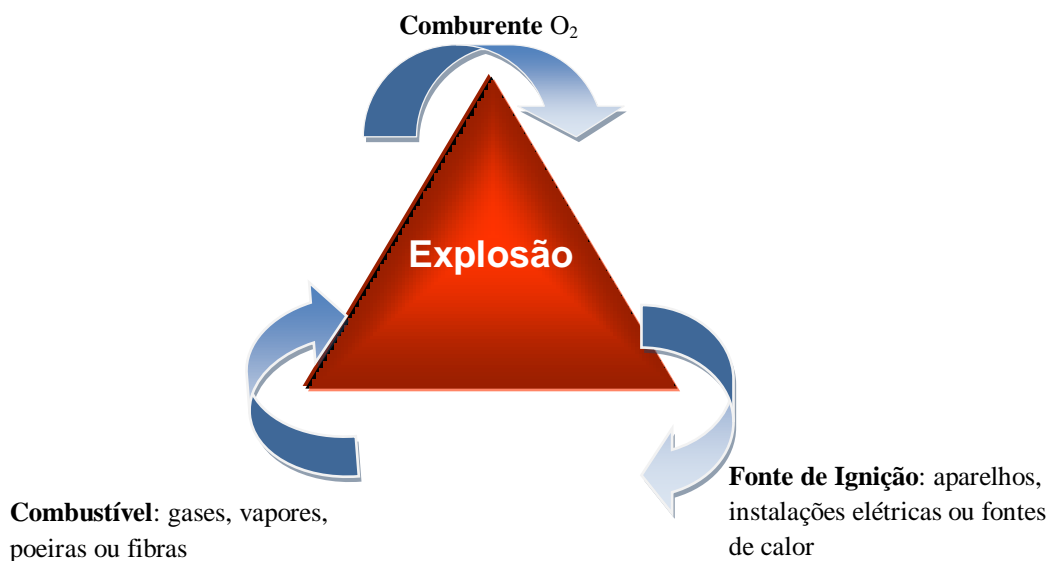 Comburente O₂
Explosão
Combustível: gases, vapores,
poeiras ou fibras
Fonte de Ignição: aparelhos,
instalações elétricas ou fontes
de calor